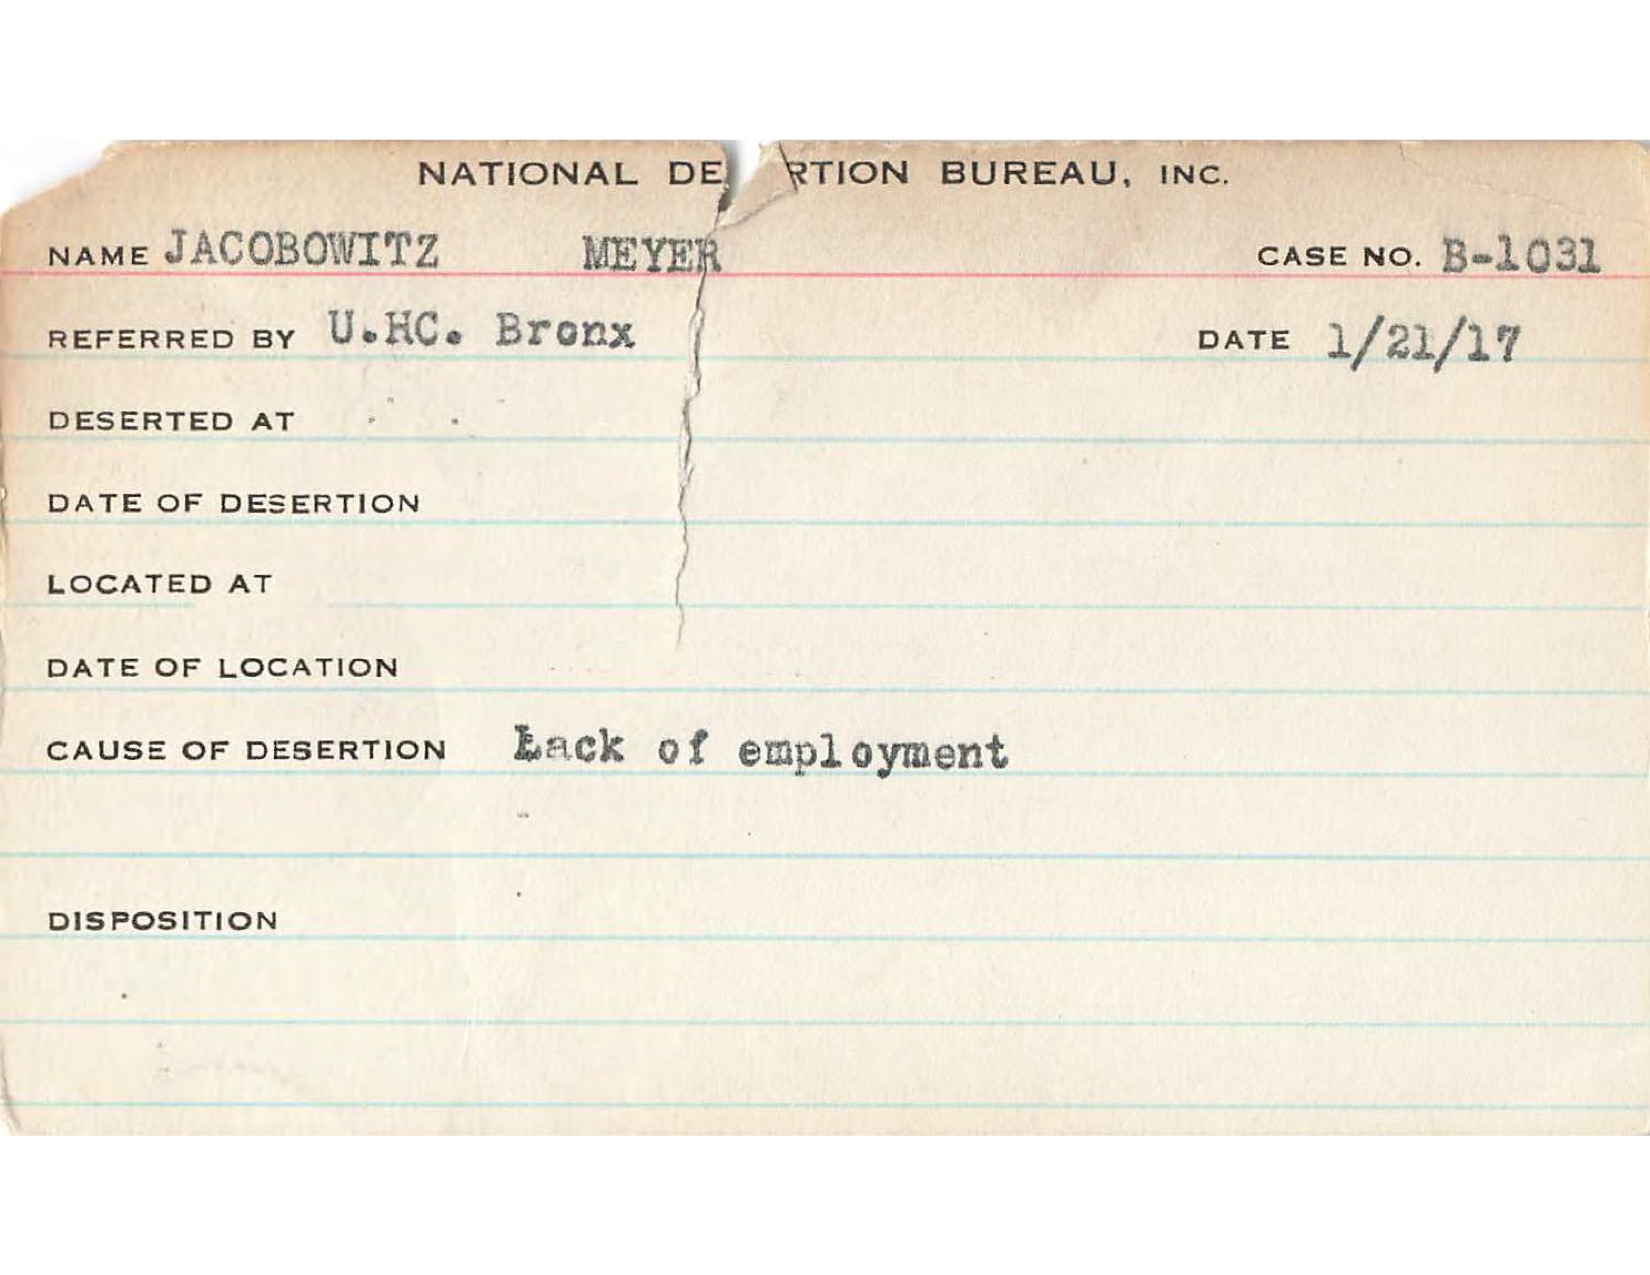 NATIONAL DE RTION BUREAU, INC.
NAME JACOBOWITZ MEYER CASE NO. B-1031
REFERRED BY U.HC. Bronx DATE 1/21/17
DESERTED AT
DATE OF DESERTION
LOCATED AT
DATE OF LOCATION
CAUSE OF DESERTION Lack of employment
DISPOSITION